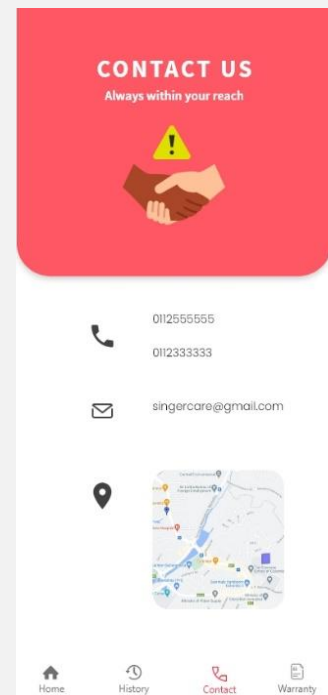 CONTACT US
Always within your reach
0112555555
0112333333
singercare@gmail.com
Home
History
Contact
Warranty